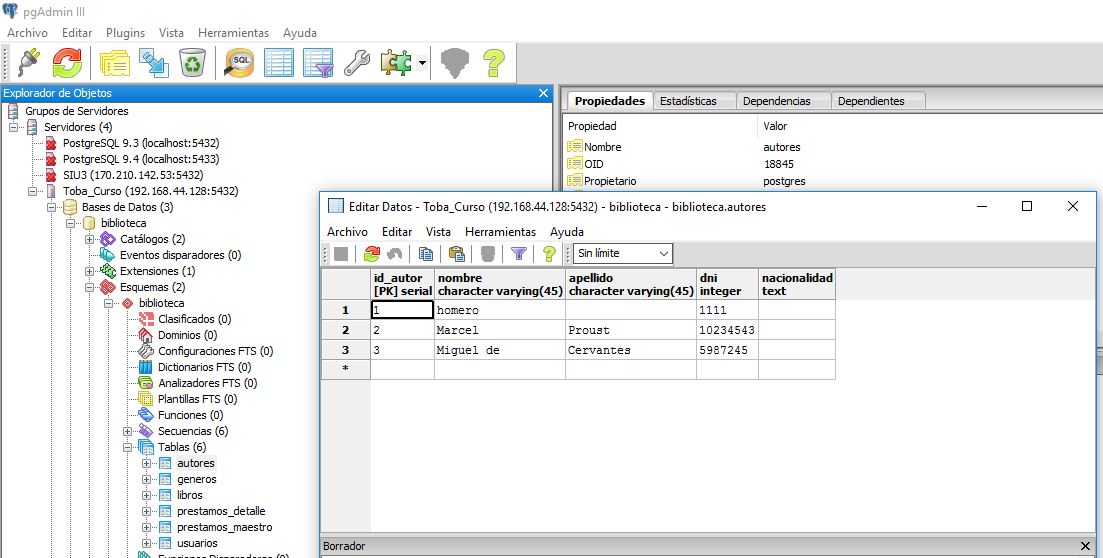 pgAdmin III
Archivo Editar Plugins Vista Herramientas Ayuda
SQL
Explorador de Objetos
Grupos de Servidores
Servidores (4)
PostgreSQL 9.3 (localhost:5432)
PostgreSQL 9.4 (localhost:5433)
SIU3 (170.210.142.53:5432)
Toba_Curso (192.168.44.128:5432)
Bases de Datos (3)
biblioteca
Catálogos (2)
Eventos disparadores (0)
Extensiones (1)
Esquemas (2)
biblioteca
Clasificados (0)
Dominios (0)
Configuraciones FTS (0)
Dictionarios FTS (0)
Analizadores FTS (0)
Plantillas FTS (0)
Funciones (0)
Secuencias (6)
Tablas (6)
autores
generos
libros
prestamos_detalle
prestamos_maestro
usuarios
Funciones Disparadoras (0)
Propiedades Estadísticas Dependencias Dependientes
Propiedad Valor
Nombre autores
OID 18845
Propietario postgres
Editar Datos - Toba_Curso (192.168.44.128:5432) - biblioteca - biblioteca.autores
Archivo Editar Vista Herramientas Ayuda
Sin límite
id_autor nombre apellido dni nacionalidad
[PK] serial character varying(45) character varying(45) integer text
1 1 homero 1111
2 2 Marcel Proust 10234543
3 3 Miguel de Cervantes 5987245
*
Borrador